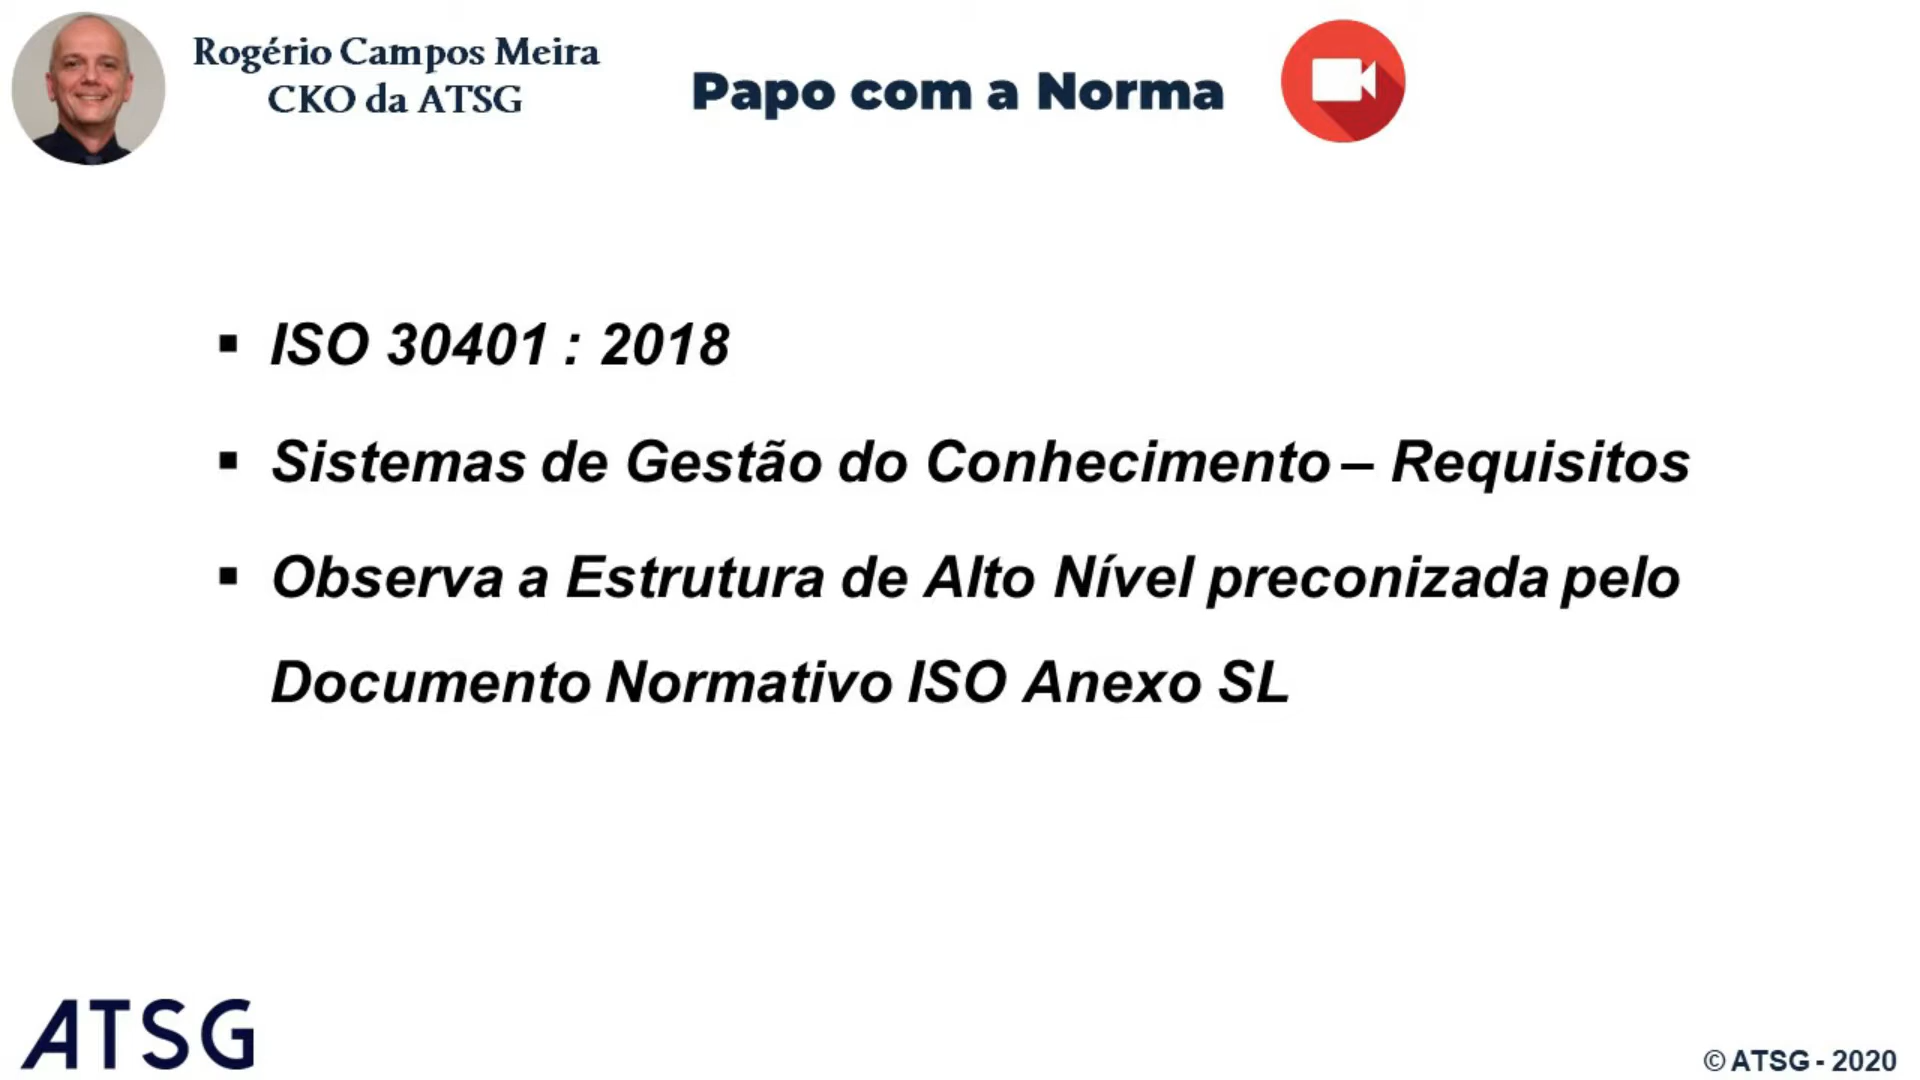 Rogério Campos Meira
CKO da ATSG
Papo com a Norma
▪ ISO 30401 : 2018
▪ Sistemas de Gestão do Conhecimento – Requisitos
▪ Observa a Estrutura de Alto Nível preconizada pelo
Documento Normativo ISO Anexo SL
ATSG
© ATSG - 2020